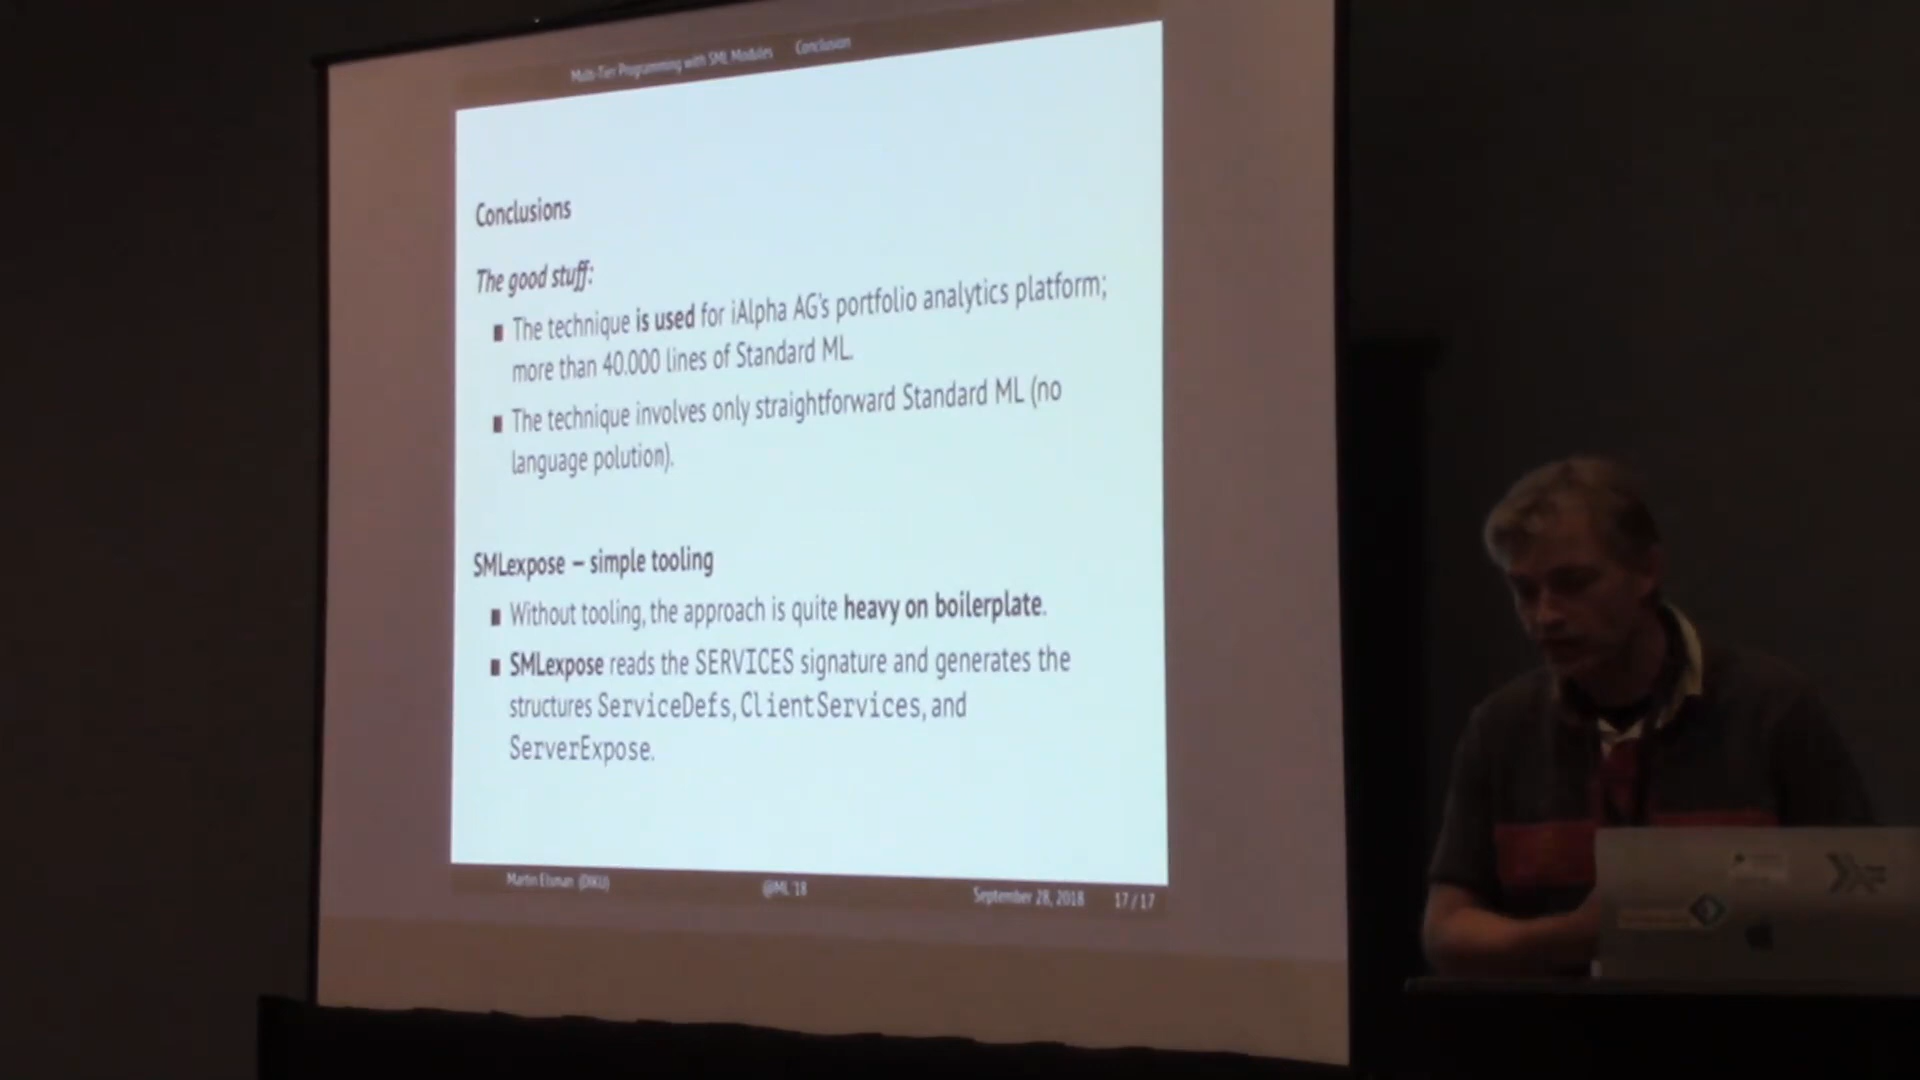 Multi-Tier Programming with SML Modules Conclusion
Conclusions
The good stuff:
■ The technique is used for iAlpha AG's portfolio analytics platform;
more than 40.000 lines of Standard ML.
■ The technique involves only straightforward Standard ML (no
language polution).
SMLexpose – simple tooling
■ Without tooling, the approach is quite heavy on boilerplate.
■ SMLexpose reads the SERVICES signature and generates the
structures ServiceDefs, ClientServices, and
ServerExpose.
Martin Elsman (DIKU) @ML'18 September 28, 2018 17/17